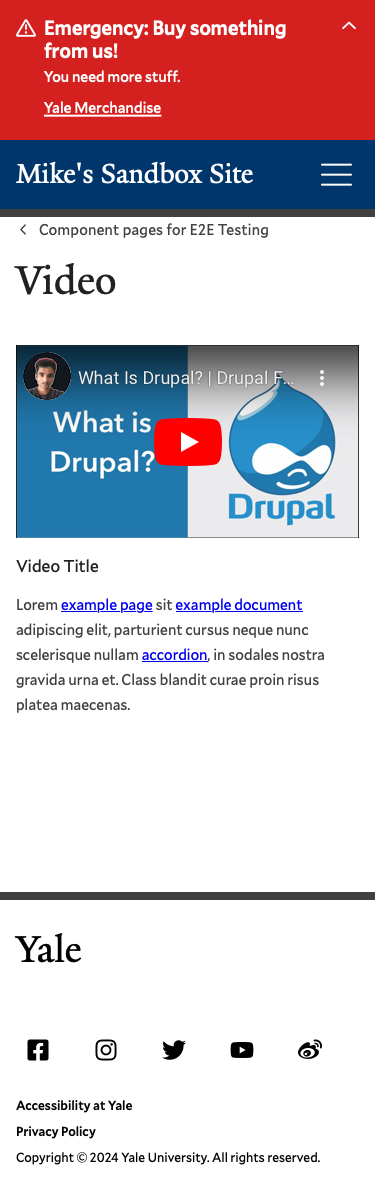 Emergency: Buy something
from us!
You need more stuff.
Yale Merchandise
Mike's Sandbox Site
Component pages for E2E Testing
Video
What Is Drupal? | Drupal F...
What is
Drupal?
Drupal
Video Title
Lorem example page sit example document
adipiscing elit, parturient cursus neque nunc
scelerisque nullam accordion, in sodales nostra
gravida urna et. Class blandit curae proin risus
platea maecenas.
Yale
Accessibility at Yale
Privacy Policy
Copyright © 2024 Yale University. All rights reserved.